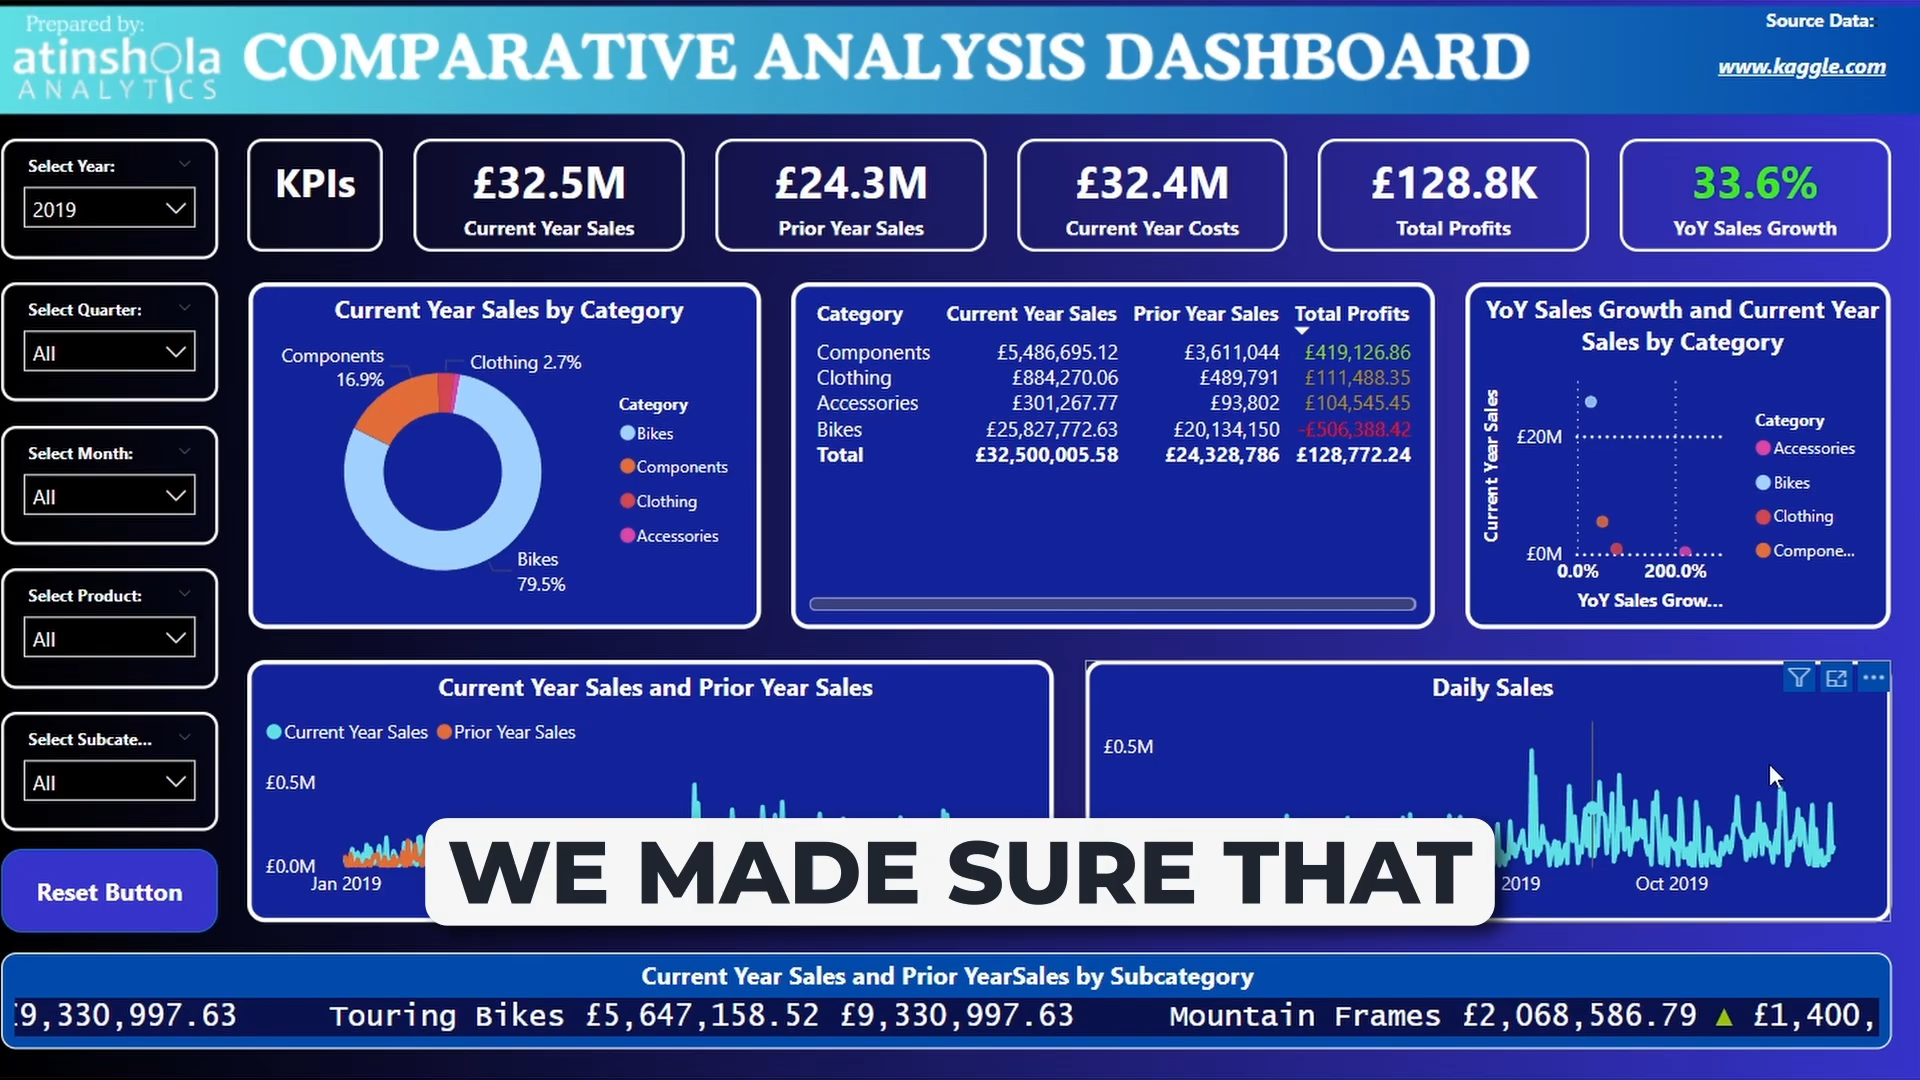 Prepared by:
atinshola
ANALYTICS
COMPARATIVE ANALYSIS DASHBOARD
Source Data:
www.kaggle.com
Select Year:
2019
Select Quarter:
All
Select Month:
All
Select Product:
All
Select Subcate...
All
Reset Button
KPIs
£32.5M
Current Year Sales
£24.3M
Prior Year Sales
£32.4M
Current Year Costs
£128.8K
Total Profits
33.6%
YoY Sales Growth
Current Year Sales by Category
Components
16.9%
Clothing 2.7%
Bikes
79.5%
Category
Bikes
Components
Clothing
Accessories
Category Current Year Sales Prior Year Sales Total Profits
Components £5,486,695.12 £3,611,044 £419,126.86
Clothing £884,270.06 £489,791 £111,488.35
Accessories £301,267.77 £93,802 £104,545.45
Bikes £25,827,772.63 £20,134,150 -£506,388.42
Total £32,500,005.58 £24,328,786 £128,772.24
YoY Sales Growth and Current Year
Sales by Category
Current Year Sales
£20M
£0M
0.0% 200.0%
YoY Sales Grow...
Category
Accessories
Bikes
Clothing
Compone...
Current Year Sales and Prior Year Sales
Current Year Sales Prior Year Sales
£0.5M
£0.0M
Jan 2019
Daily Sales
£0.5M
2019 Oct 2019
WE MADE SURE THAT
Current Year Sales and Prior YearSales by Subcategory
9,330,997.63 Touring Bikes £5,647,158.52 £9,330,997.63 Mountain Frames £2,068,586.79 ▲ £1,400,